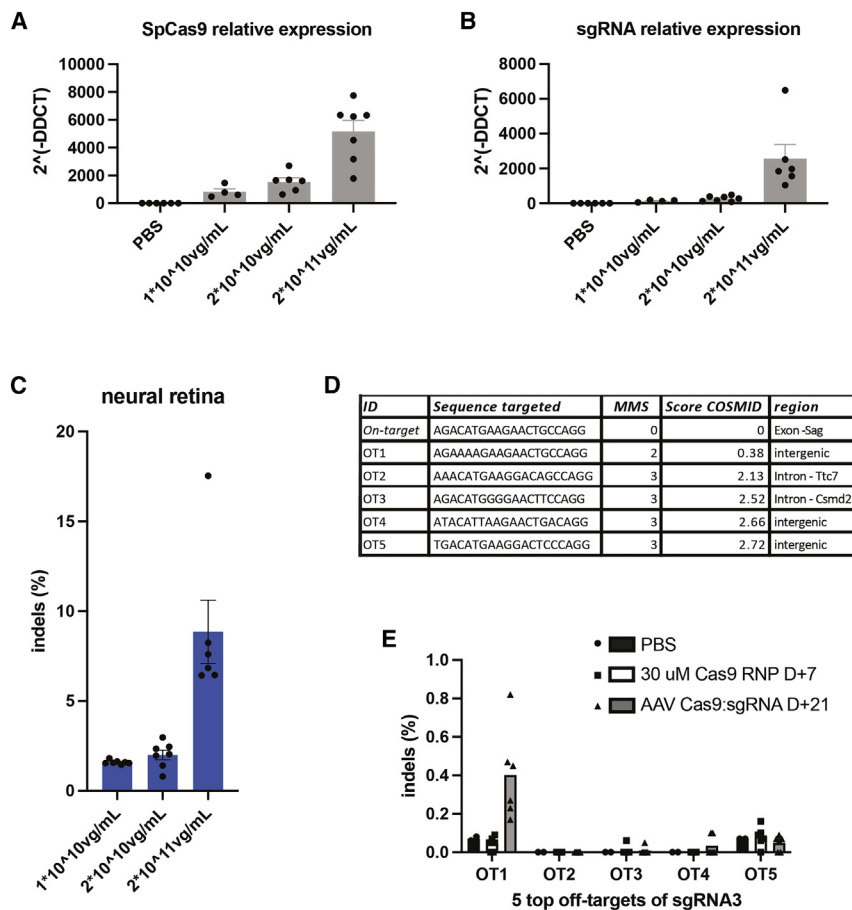 A
SpCas9 relative expression
2^(-DDCT)
10000
8000
6000
4000
2000
0
PBS
1*10^10vg/mL
2*10^10vg/mL
2*10^11vg/mL
B
sgRNA relative expression
2^(-DDCT)
8000
6000
4000
2000
0
PBS
1*10^10vg/mL
2*10^10vg/mL
2*10^11vg/mL
C
neural retina
indels (%)
20
15
10
5
0
1*10^10vg/mL
2*10^10vg/mL
2*10^11vg/mL
D
ID Sequence targeted MMS Score COSMID region
On-target AGACATGAAGAACTGCCAGG 0 0 Exon -Sag
OT1 AGAAAAGAAGAACTGCCAGG 2 0.38 intergenic
OT2 AAACATGAAGGACAGCCAGG 3 2.13 Intron - Ttc7
OT3 AGACATGGGGAACTTCCAGG 3 2.52 Intron - Csmd2
OT4 ATACATTAAGAACTGACAGG 3 2.66 intergenic
OT5 TGACATGAAGGACTCCCAGG 3 2.72 intergenic
E
PBS
30 uM Cas9 RNP D+7
AAV Cas9:sgRNA D+21
indels (%)
1.0
0.8
0.6
0.4
0.2
0.0
OT1 OT2 OT3 OT4 OT5
5 top off-targets of sgRNA3